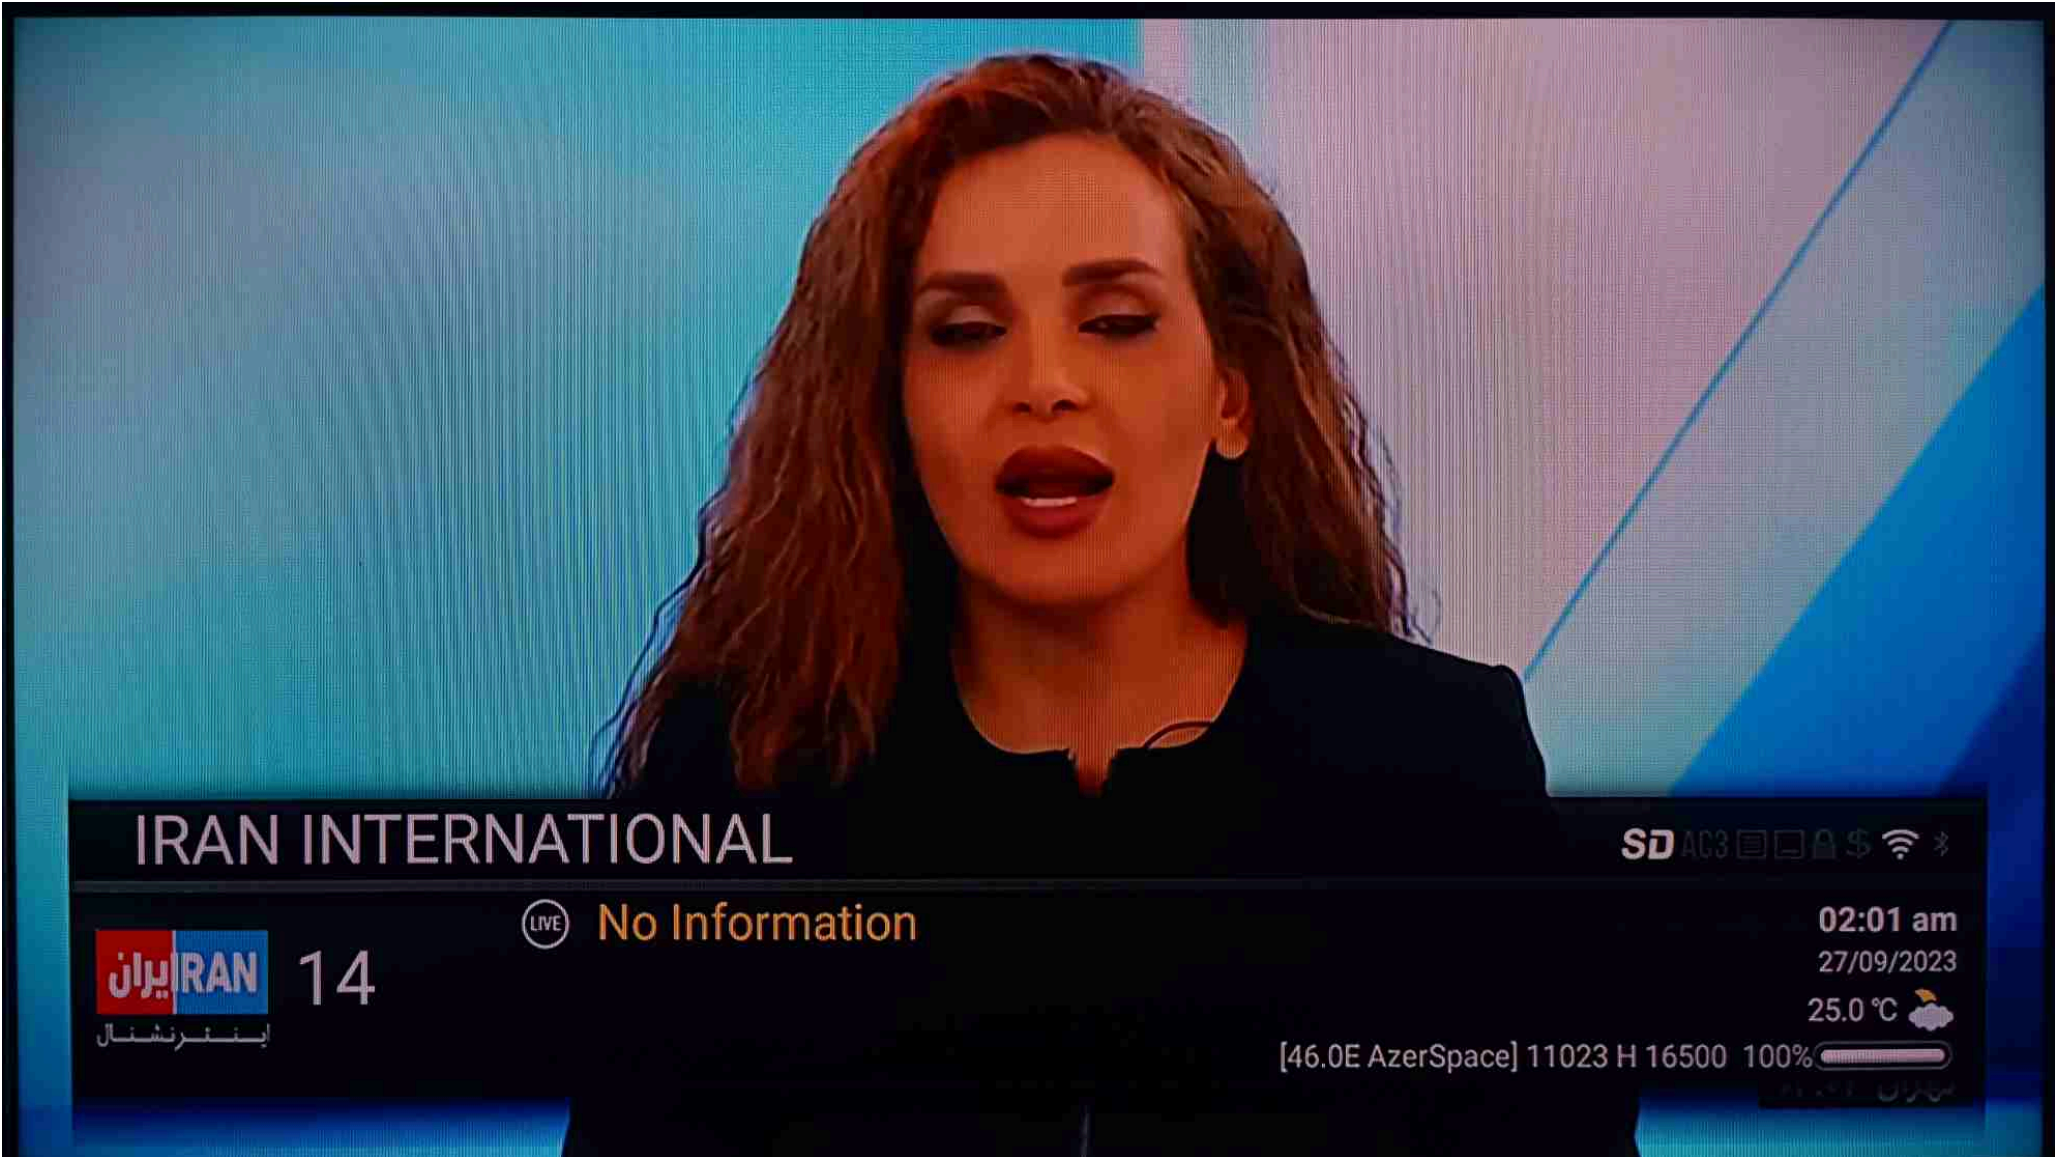 IRAN INTERNATIONAL
SD AC3 $
LIVE No Information
02:01 am
ایران IRAN
14
27/09/2023
اینترنشنال
25.0 °C
[46.0E AzerSpace] 11023 H 16500 100%
تهران